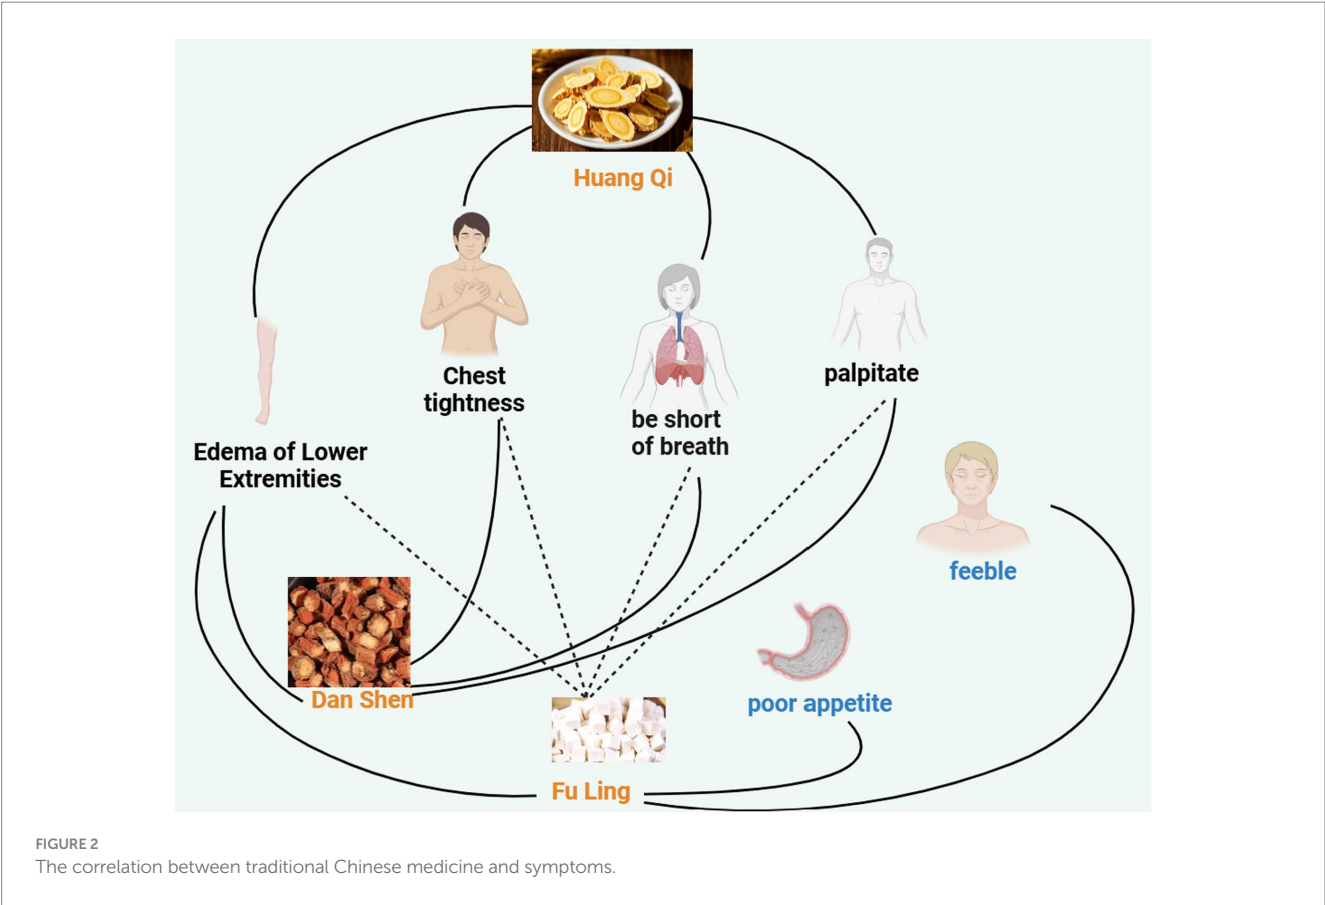 Huang Qi
Chest
tightness
palpitate
be short
of breath
Edema of Lower
Extremities
feeble
Dan Shen
poor appetite
Fu Ling
FIGURE 2
The correlation between traditional Chinese medicine and symptoms.